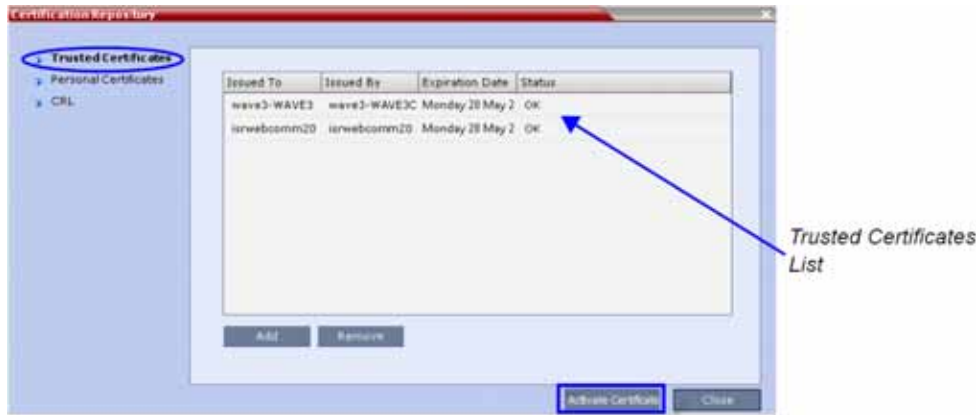 Certification Repository
Trusted Certificates
Personal Certificates
CRL
Issued To Issued By Expiration Date Status
wave3-WAVE3 wave3-WAVE3C Monday 28 May 2 OK
isrwebcomm20 isrwebcomm20 Monday 28 May 2 OK
Trusted Certificates
List
Add Remove
Activate Certificate Close